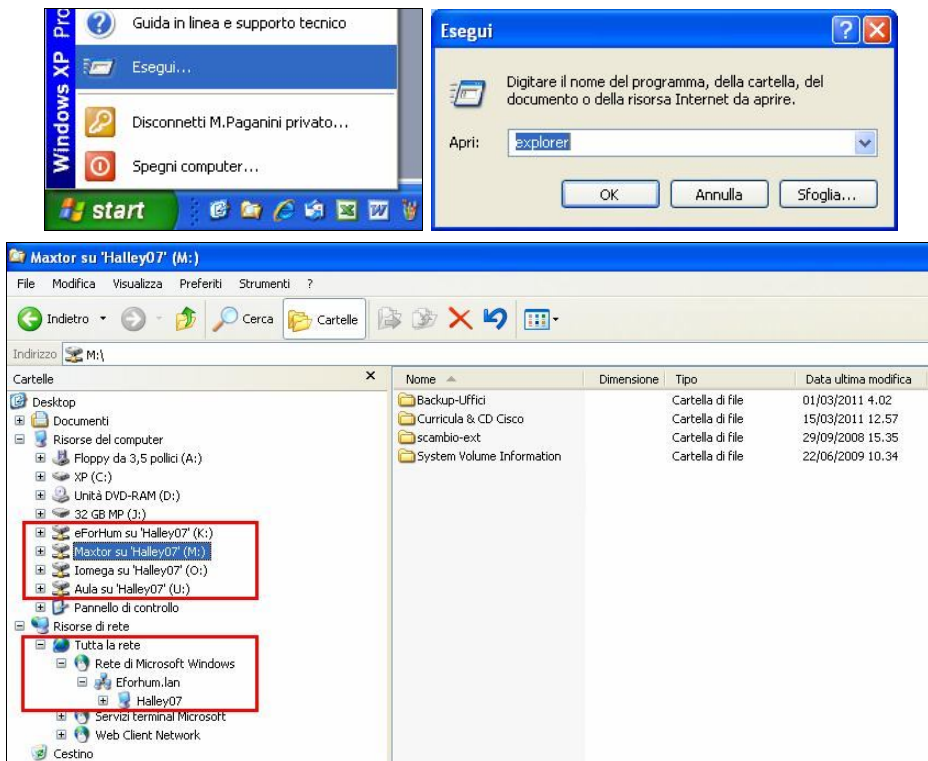 Windows XP Pro
Guida in linea e supporto tecnico
Esegui...
Disconnetti M.Paganini privato...
Spegni computer...
start
Esegui
Digitare il nome del programma, della cartella, del
documento o della risorsa Internet da aprire.
Apri: explorer
OK Annulla Sfoglia...
Maxtor su 'Halley07' (M:)
File Modifica Visualizza Preferiti Strumenti ?
Indietro Cerca Cartelle
Indirizzo M:\
Cartelle
Desktop
Documenti
Risorse del computer
Floppy da 3,5 pollici (A:)
XP (C:)
Unità DVD-RAM (D:)
32 GB MP (J:)
eForHum su 'Halley07' (K:)
Maxtor su 'Halley07' (M:)
Iomega su 'Halley07' (O:)
Aula su 'Halley07' (U:)
Pannello di controllo
Risorse di rete
Tutta la rete
Rete di Microsoft Windows
Eforhum.lan
Halley07
Servizi terminal Microsoft
Web Client Network
Cestino
Nome Dimensione Tipo Data ultima modifica
Backup-Uffici Cartella di file 01/03/2011 4.02
Curricula & CD Cisco Cartella di file 15/03/2011 12.57
scambio-ext Cartella di file 29/09/2008 15.35
System Volume Information Cartella di file 22/06/2009 10.34